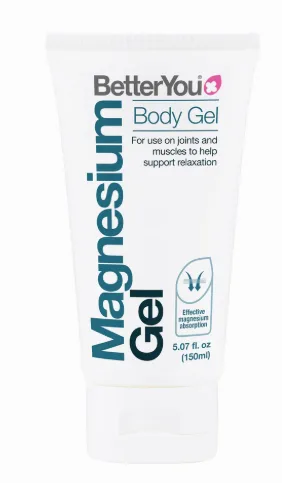 BetterYou
Magnesium
Gel
Body Gel
For use on joints and
muscles to help
support relaxation
Effective
magnesium
absorption
5.07 fl. oz
(150ml)